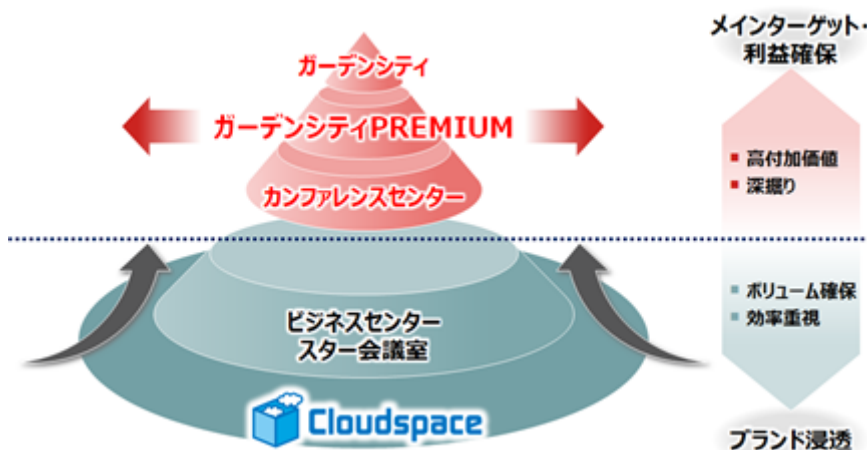 メインターゲット・
利益確保
ガーデンシティ
ガーデンシティPREMIUM
カンファレンスセンター
■ 高付加価値
■ 深掘り
ビジネスセンター
スター会議室
■ ボリューム確保
■ 効率重視
Cloudspace
ブランド浸透